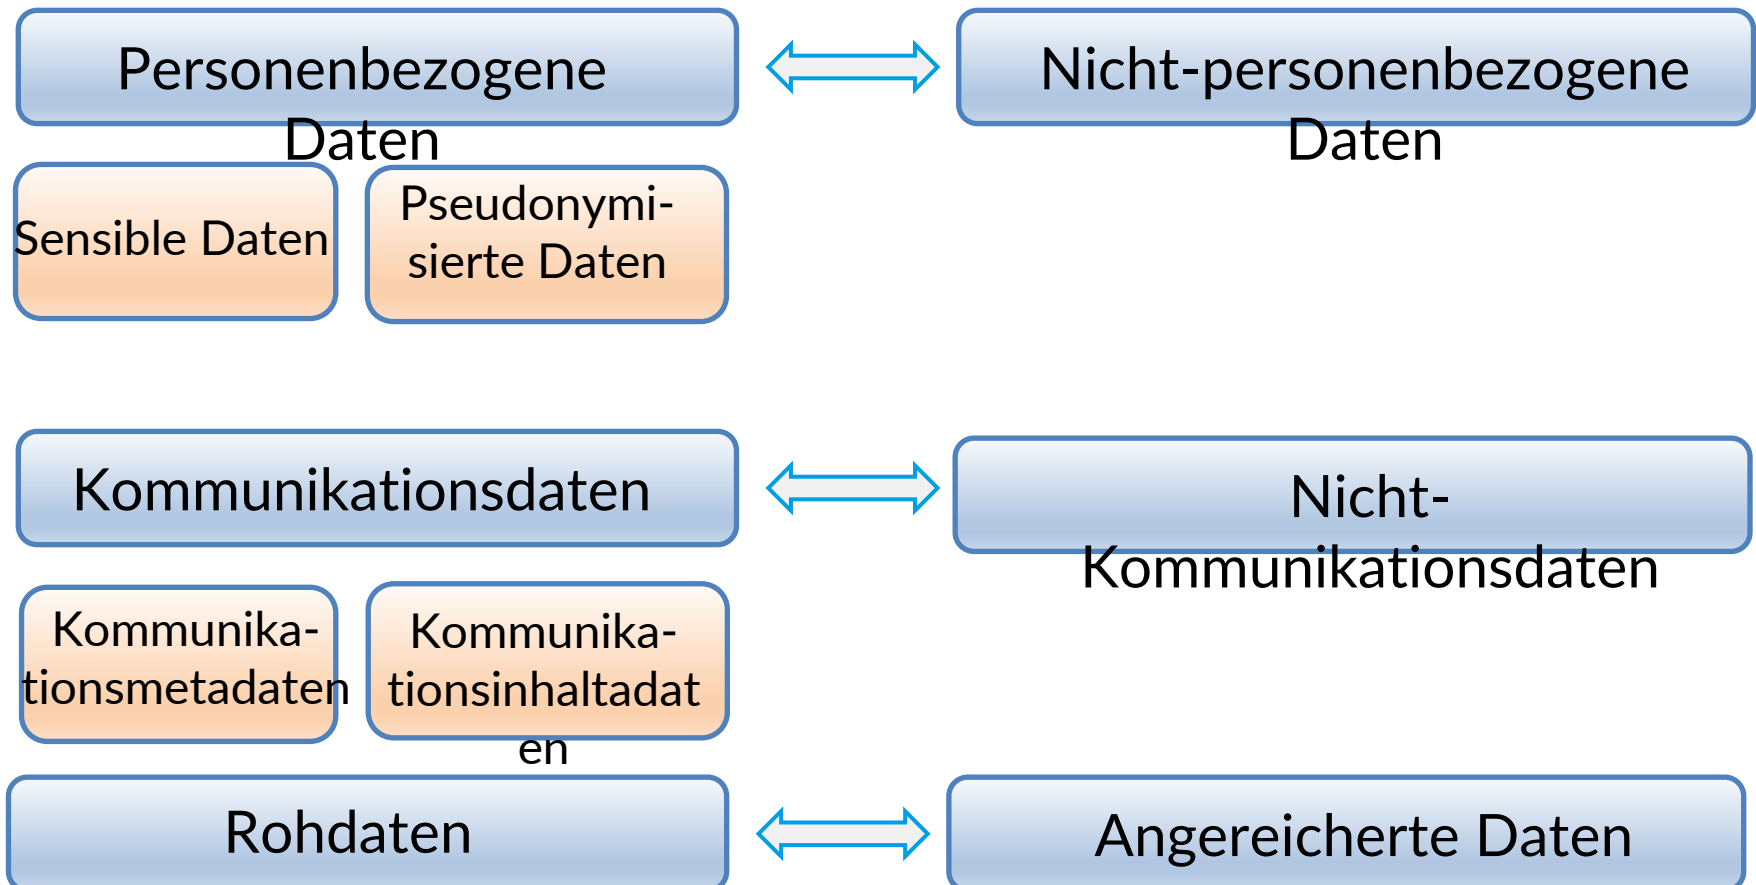 Personenbezogene
Daten
Nicht-personenbezogene
Daten
Sensible Daten
Pseudonymi-
sierte Daten
Kommunikationsdaten
Nicht-
Kommunikationsdaten
Kommunika-
tionsmetadaten
Kommunika-
tionsinhaltadat
en
Rohdaten
Angereicherte Daten